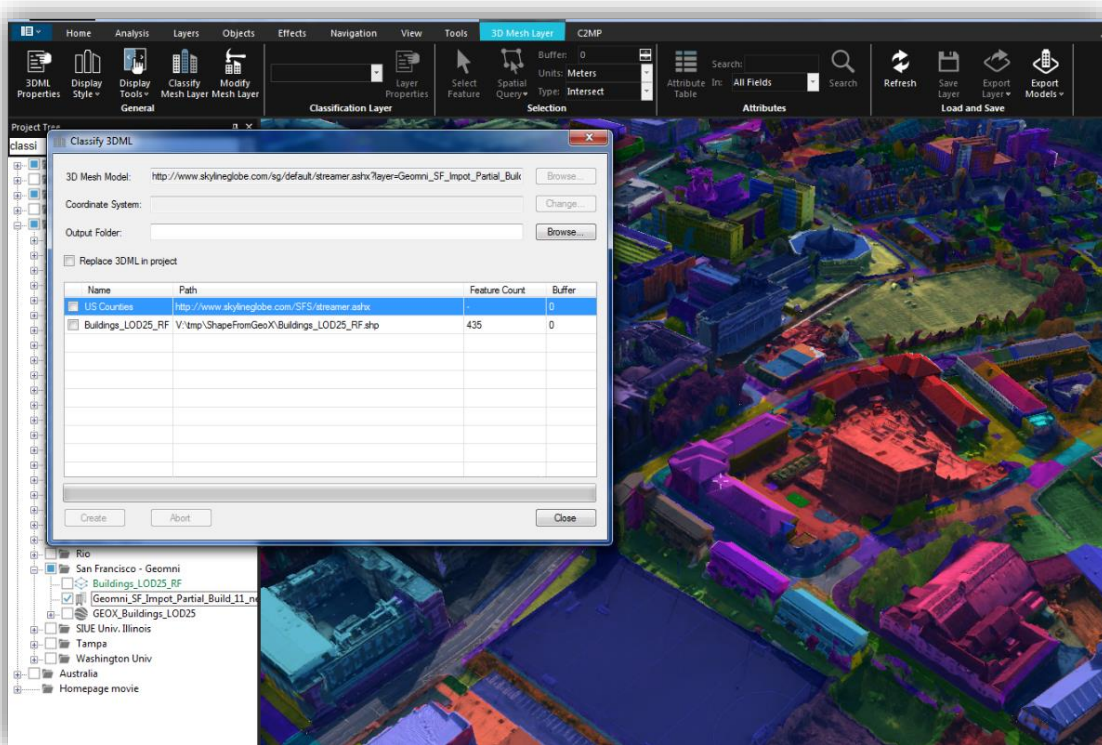 Home Analysis Layers Objects Effects Navigation View Tools 3D Mesh Layer C2MP
3DML Properties
Display Style
Display Tools
Classify Mesh Layer
Modify Mesh Layer
General
Layer Properties
Classification Layer
Select Feature
Spatial Query
Buffer: 0
Units: Meters
Type: Intersect
Selection
Attribute Table
Search:
In: All Fields
Search
Attributes
Refresh
Save Layer
Export Layer
Export Models
Load and Save
Project Tree
classi
Classify 3DML
3D Mesh Model: http://www.skylineglobe.com/sg/default/streamer.ashx?layer=Geomni_SF_Impot_Partial_Buil Browse...
Coordinate System: Change...
Output Folder: Browse...
Replace 3DML in project
Name Path Feature Count Buffer
US Counties http://www.skylineglobe.com/SFS/streamer.ashx - 0
Buildings_LOD25_RF V:\tmp\ShapeFromGeoX\Buildings_LOD25_RF.shp 435 0
Create Abort Close
Rio
San Francisco - Geomni
Buildings_LOD25_RF
Geomni_SF_Impot_Partial_Build_11_ne
GEOX_Buildings_LOD25
SIUE Univ. Illinois
Tampa
Washington Univ
Australia
Homepage movie